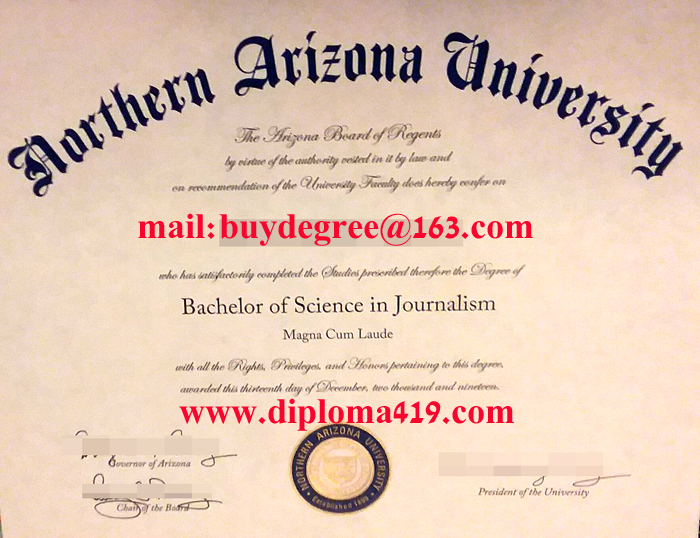 Northern Arizona University
The Arizona Board of Regents
by virtue of the authority vested in it by law and
on recommendation of the University Faculty does hereby confer on
mail:buydegree@163.com
who has satisfactorily completed the Studies prescribed therefore the Degree of
Bachelor of Science in Journalism
Magna Cum Laude
with all the Rights, Privileges, and Honors pertaining to this degree,
awarded this thirteenth day of December, two thousand and nineteen.
www.diploma419.com
Governor of Arizona
Chair of the Board
NORTHERN ARIZONA UNIVERSITY
Established 1899
President of the University